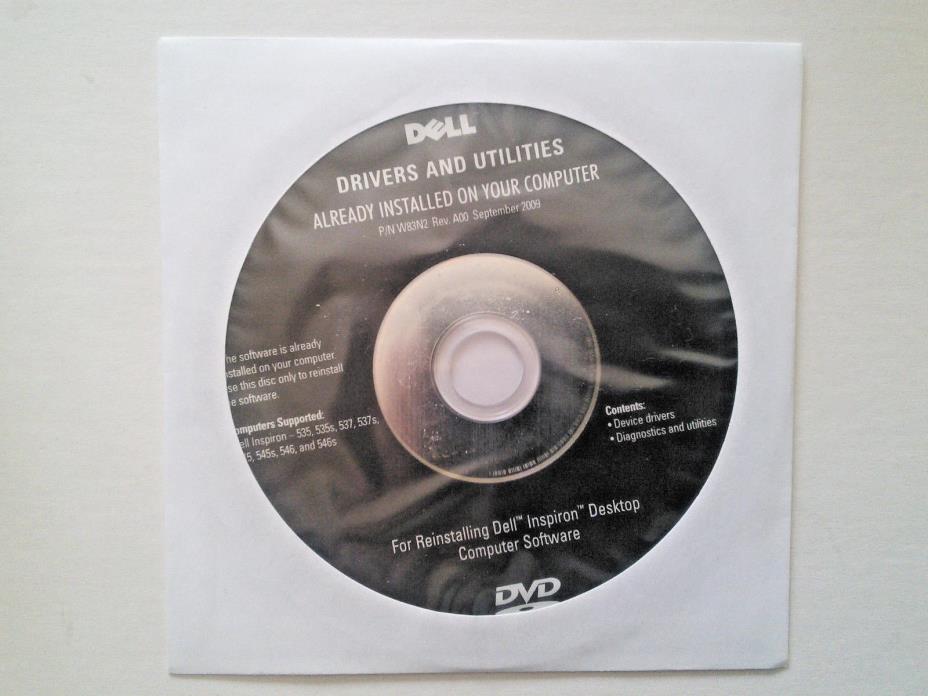 DELL
DRIVERS AND UTILITIES
ALREADY INSTALLED ON YOUR COMPUTER
P/N W83N2 Rev. A00 September 2009
he software is already
stalled on your computer.
se this disc only to reinstall
e software.
omputers Supported:
ell Inspiron – 535, 535s, 537, 537s,
5, 545s, 546, and 546s
Contents:
• Device drivers
• Diagnostics and utilities
For Reinstalling Dell™ Inspiron™ Desktop
Computer Software
DVD